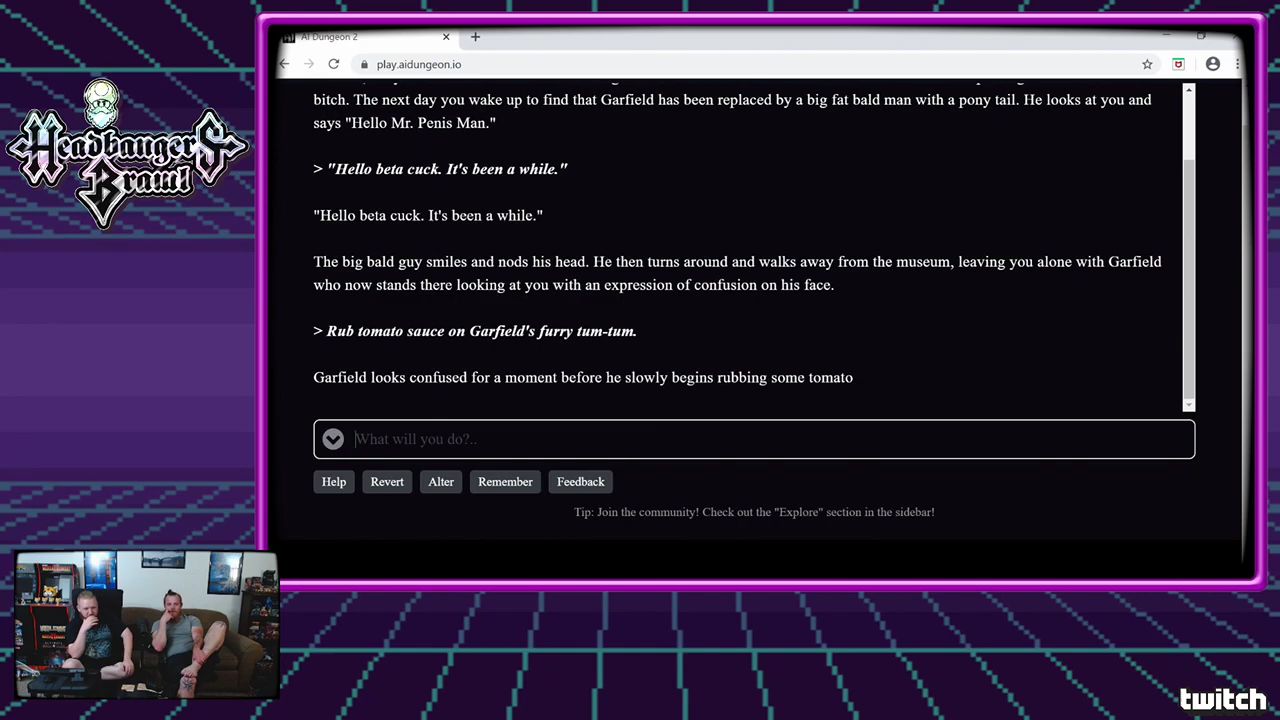 AI Dungeon 2
play.aidungeon.io
bitch. The next day you wake up to find that Garfield has been replaced by a big fat bald man with a pony tail. He looks at you and
says "Hello Mr. Penis Man."
> "Hello beta cuck. It's been a while."
"Hello beta cuck. It's been a while."
The big bald guy smiles and nods his head. He then turns around and walks away from the museum, leaving you alone with Garfield
who now stands there looking at you with an expression of confusion on his face.
> Rub tomato sauce on Garfield's furry tum-tum.
Garfield looks confused for a moment before he slowly begins rubbing some tomato
What will you do?..
Help Revert Alter Remember Feedback
Tip: Join the community! Check out the "Explore" section in the sidebar!
HeadbangerS
Brawl
twitch